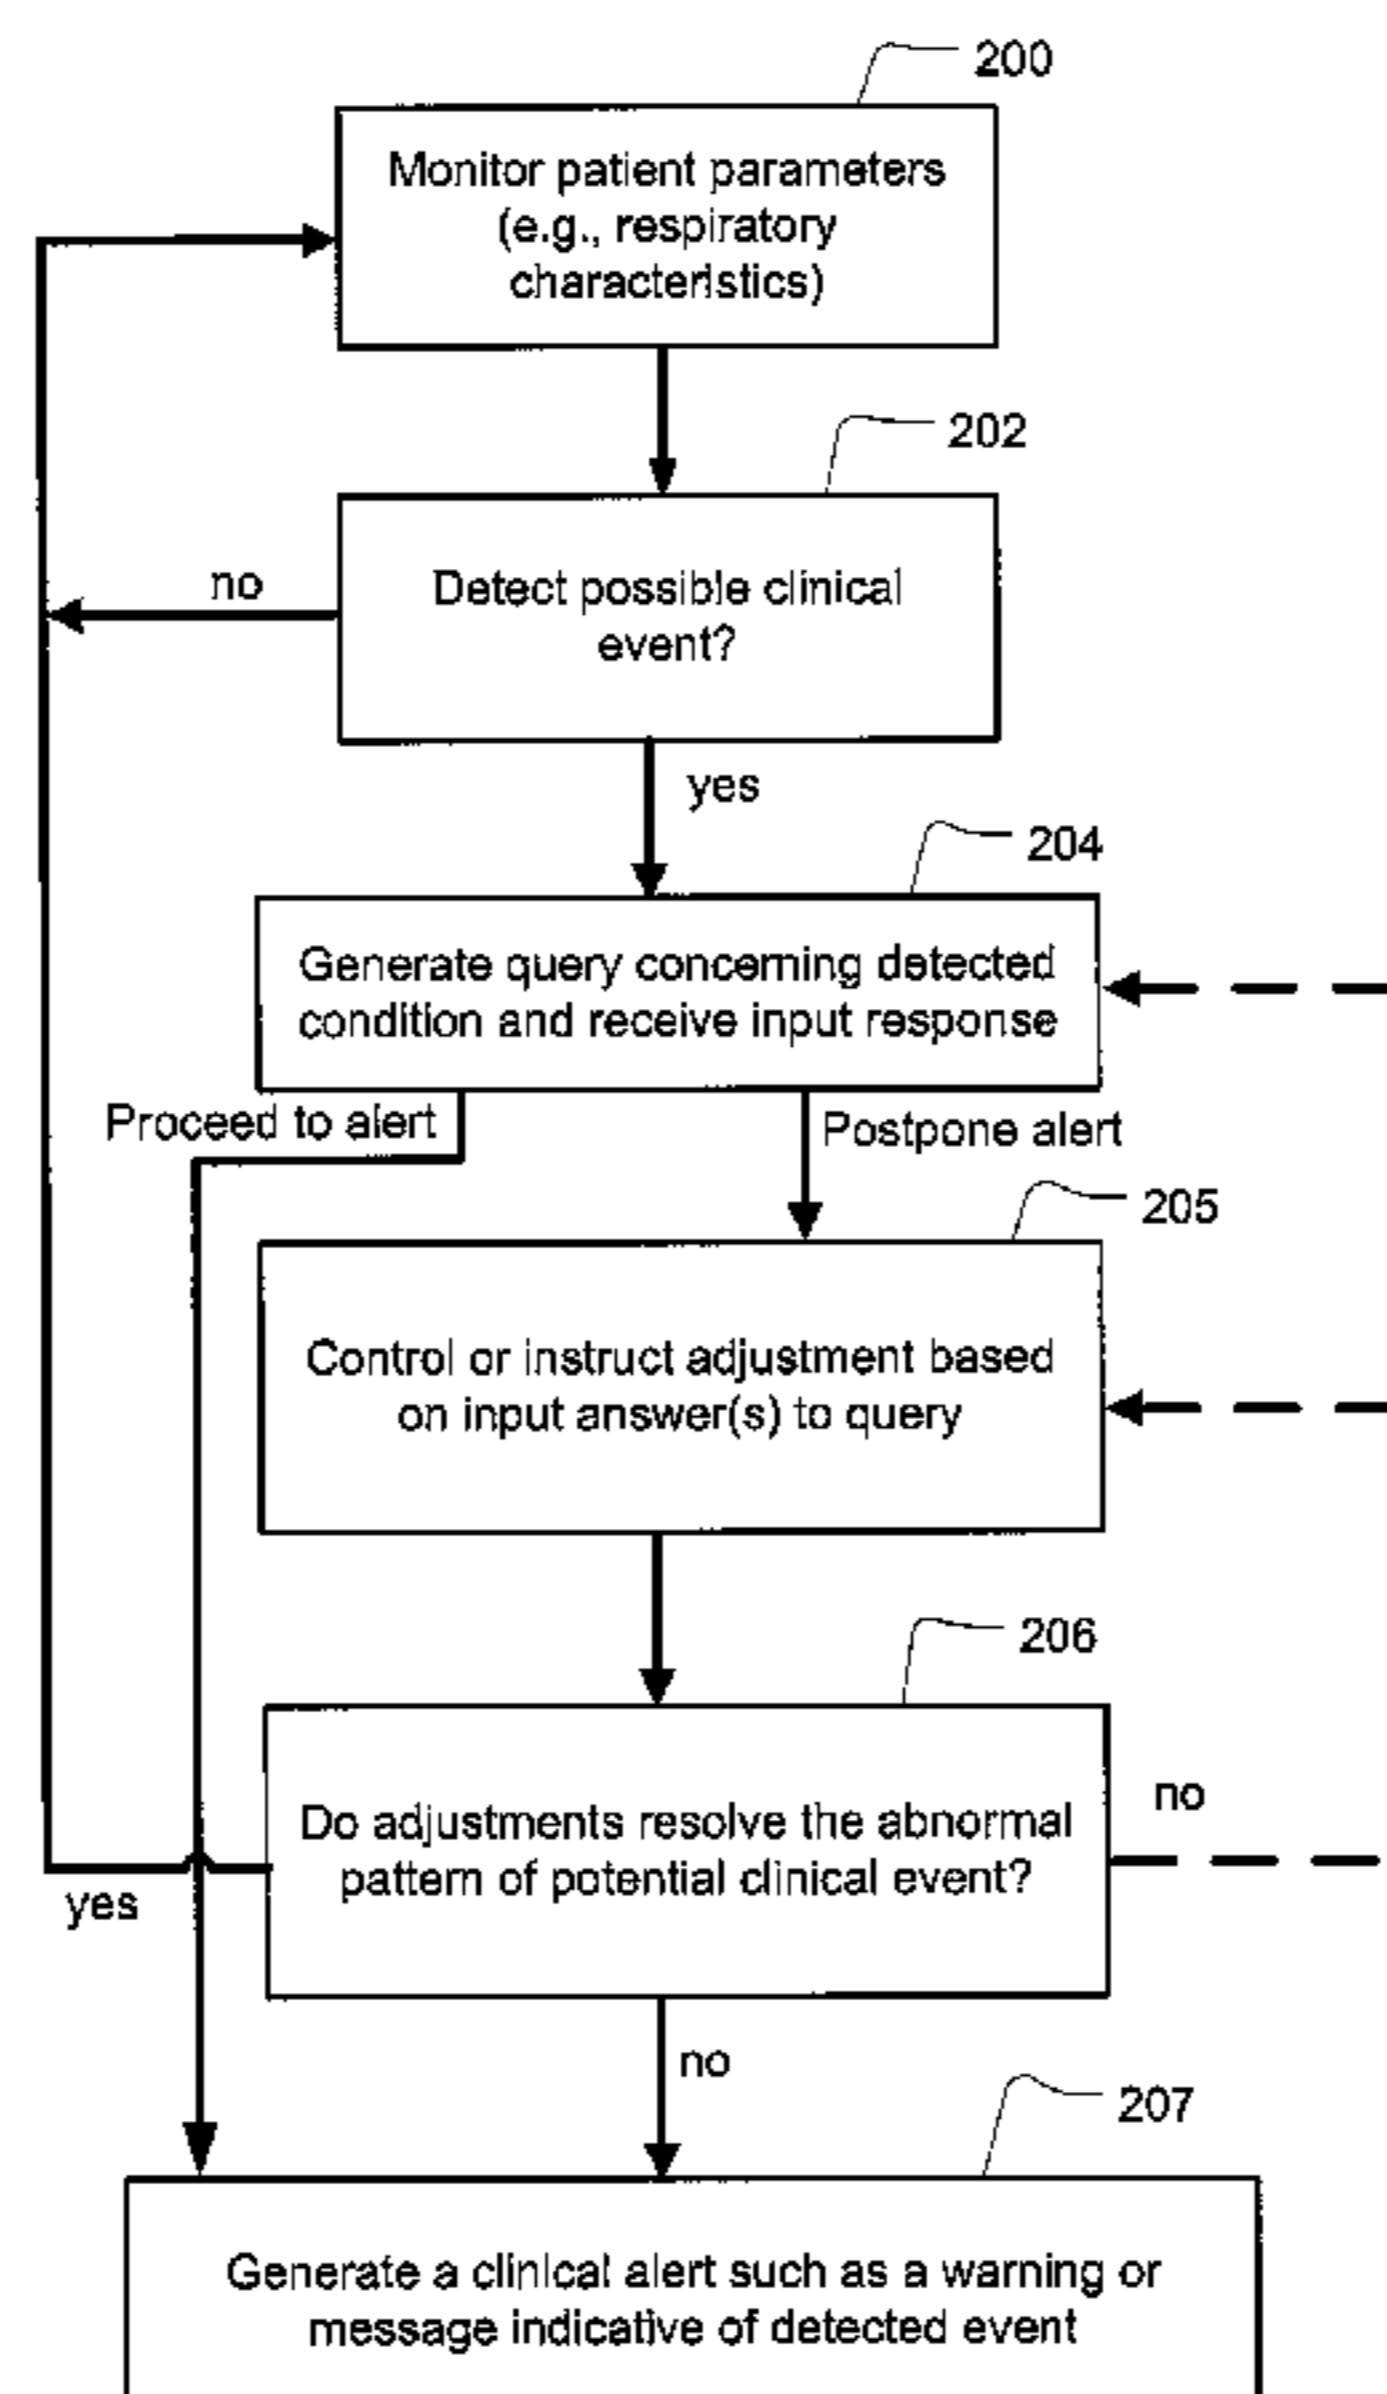 200
Monitor patient parameters
(e.g., respiratory
characteristics)
202
no
Detect possible clinical
event?
yes
204
Generate query concerning detected
condition and receive input response
Proceed to alert
Postpone alert
205
Control or instruct adjustment based
on input answer(s) to query
206
no
Do adjustments resolve the abnormal
pattern of potential clinical event?
yes
no
207
Generate a clinical alert such as a warning or
message indicative of detected event